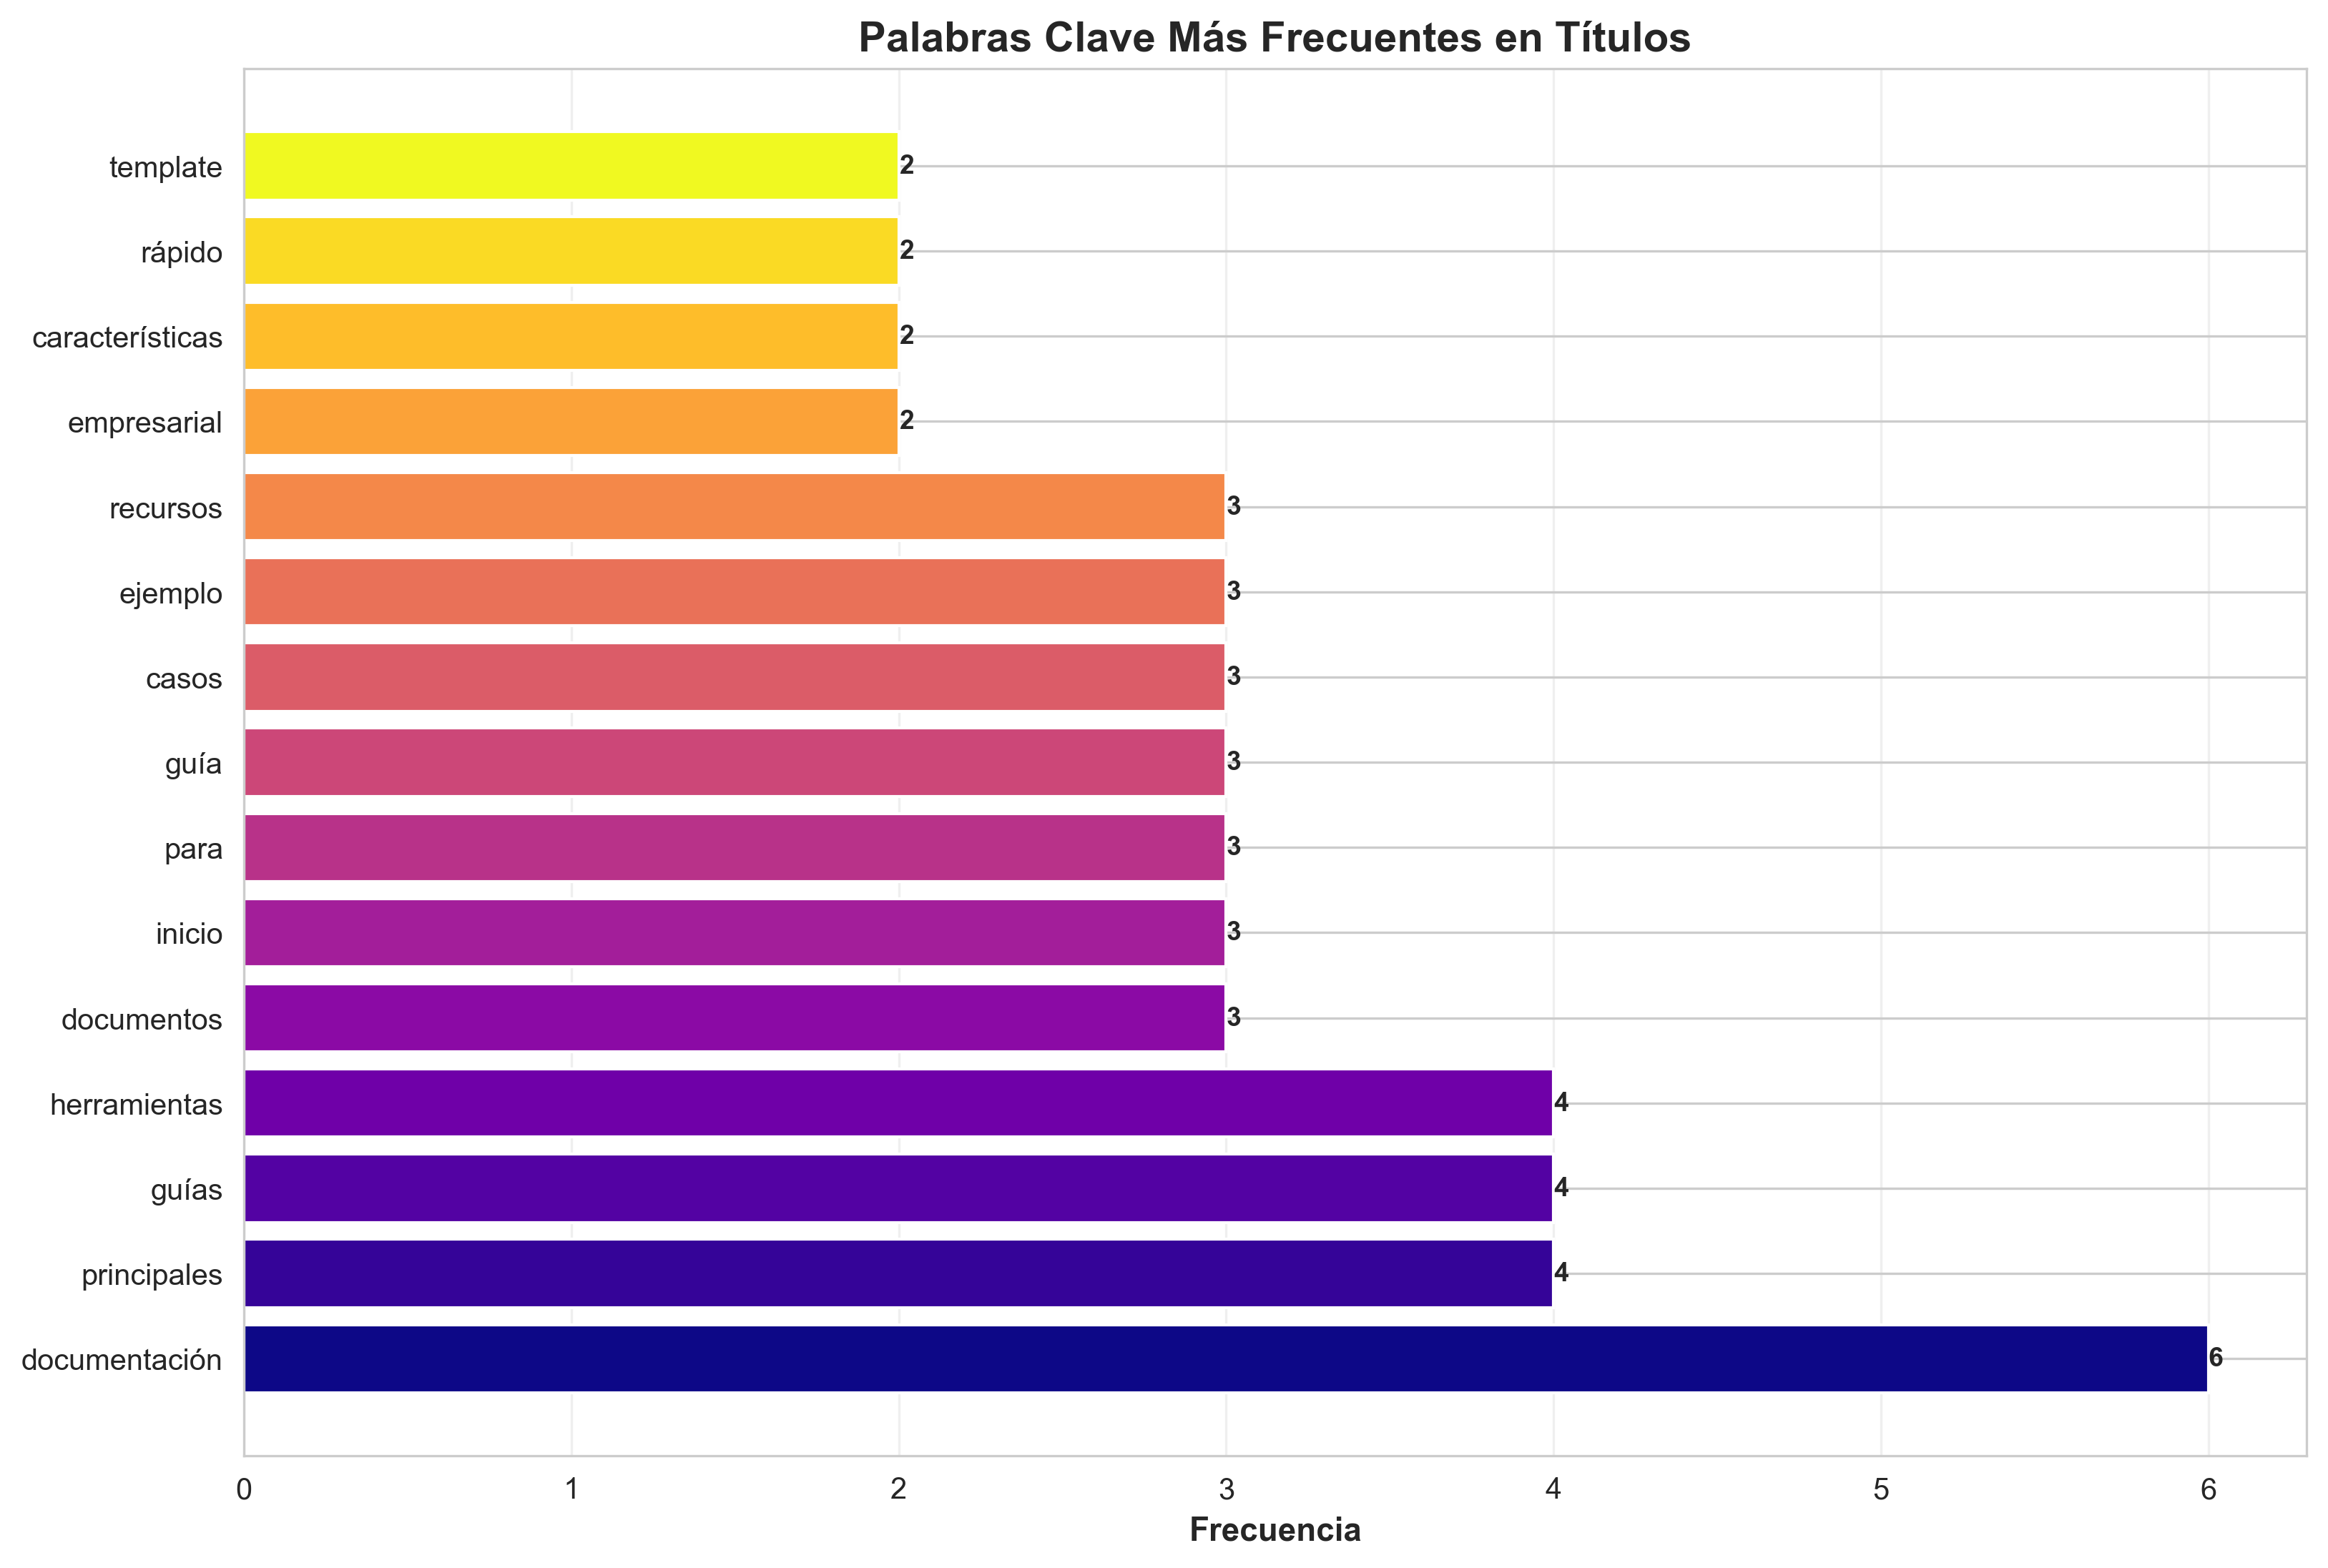 Palabras Clave Más Frecuentes en Títulos
template 2
rápido 2
características 2
empresarial 2
recursos 3
ejemplo 3
casos 3
guía 3
para 3
inicio 3
documentos 3
herramientas 4
guías 4
principales 4
documentación 6
0 1 2 3 4 5 6
Frecuencia